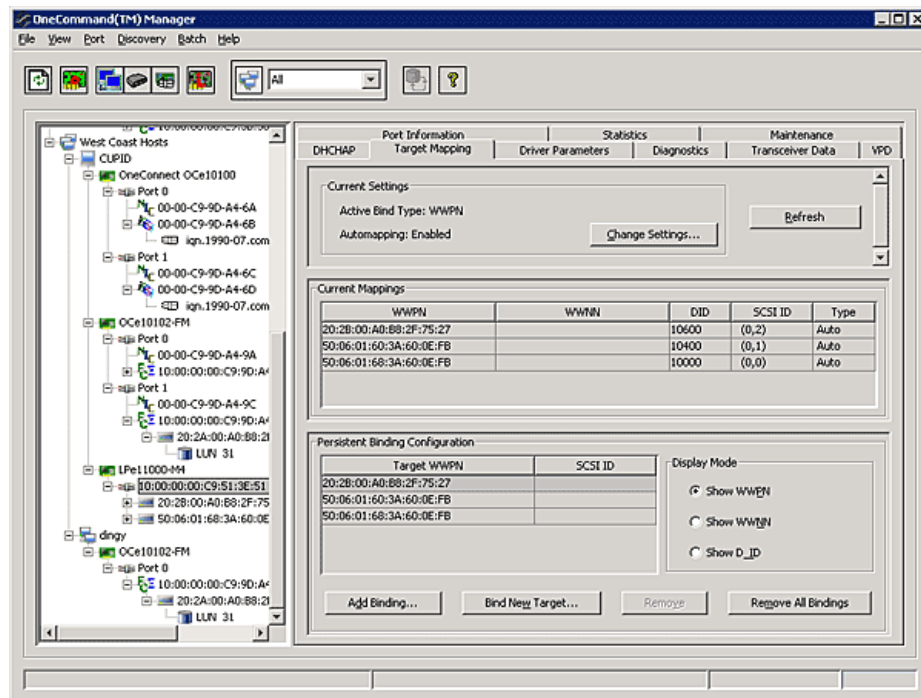 OneCommand(TM) Manager
File View Port Discovery Batch Help
All
West Coast Hosts
CUPID
OneConnect OCe10100
Port 0
00-00-C9-9D-A4-6A
00-00-C9-9D-A4-6B
iqn.1990-07.com
Port 1
00-00-C9-9D-A4-6C
00-00-C9-9D-A4-6D
iqn.1990-07.com
OCe10102-FM
Port 0
00-00-C9-9D-A4-9A
10:00:00:00:C9:9D:A4
Port 1
00-00-C9-9D-A4-9C
10:00:00:00:C9:9D:A4
20:2A:00:A0:B8:2
LUN 31
LPe11000-M4
10:00:00:00:C9:51:3E:51
20:2B:00:A0:B8:2F:75
50:06:01:68:3A:60:0E
dingy
OCe10102-FM
Port 0
10:00:00:00:C9:9D:A4
20:2A:00:A0:B8:2
LUN 31
Port Information Statistics Maintenance
DHCHAP Target Mapping Driver Parameters Diagnostics Transceiver Data VPD
Current Settings
Active Bind Type: WWPN
Automapping: Enabled
Change Settings...
Refresh
Current Mappings
WWPN WWNN DID SCSI ID Type
20:2B:00:A0:B8:2F:75:27 10600 (0,2) Auto
50:06:01:60:3A:60:0E:FB 10400 (0,1) Auto
50:06:01:68:3A:60:0E:FB 10000 (0,0) Auto
Persistent Binding Configuration
Target WWPN SCSI ID
20:2B:00:A0:B8:2F:75:27
50:06:01:60:3A:60:0E:FB
50:06:01:68:3A:60:0E:FB
Display Mode
Show WWPN
Show WWNN
Show D_ID
Add Binding... Bind New Target... Remove Remove All Bindings